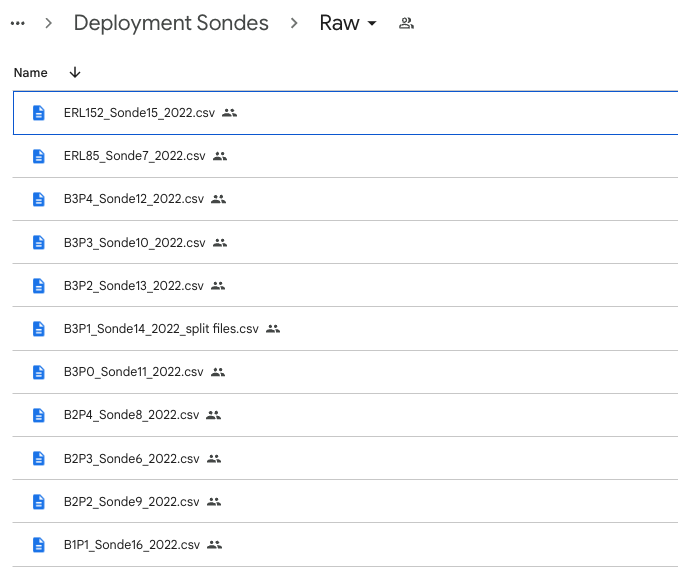 ... > Deployment Sondes > Raw
Name
ERL152_Sonde15_2022.csv
ERL85_Sonde7_2022.csv
B3P4_Sonde12_2022.csv
B3P3_Sonde10_2022.csv
B3P2_Sonde13_2022.csv
B3P1_Sonde14_2022_split files.csv
B3P0_Sonde11_2022.csv
B2P4_Sonde8_2022.csv
B2P3_Sonde6_2022.csv
B2P2_Sonde9_2022.csv
B1P1_Sonde16_2022.csv